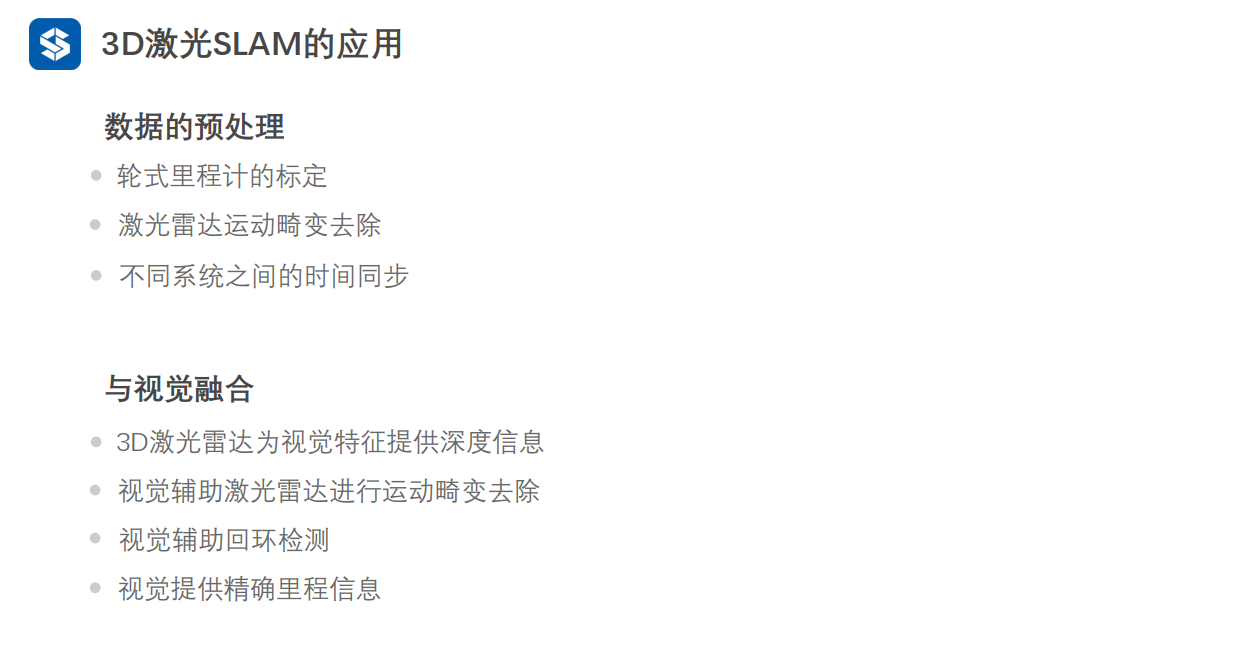 3D激光SLAM的应用
数据的预处理
轮式里程计的标定
激光雷达运动畸变去除
不同系统之间的时间同步
与视觉融合
3D激光雷达为视觉特征提供深度信息
视觉辅助激光雷达进行运动畸变去除
视觉辅助回环检测
视觉提供精确里程信息